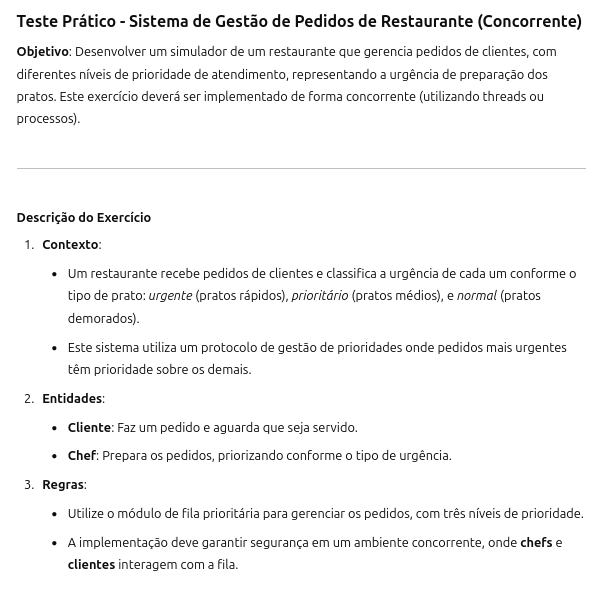 Teste Prático - Sistema de Gestão de Pedidos de Restaurante (Concorrente)
Objetivo: Desenvolver um simulador de um restaurante que gerencia pedidos de clientes, com
diferentes níveis de prioridade de atendimento, representando a urgência de preparação dos
pratos. Este exercício deverá ser implementado de forma concorrente (utilizando threads ou
processos).
Descrição do Exercício
1. Contexto:
• Um restaurante recebe pedidos de clientes e classifica a urgência de cada um conforme o
tipo de prato: urgente (pratos rápidos), prioritário (pratos médios), e normal (pratos
demorados).
• Este sistema utiliza um protocolo de gestão de prioridades onde pedidos mais urgentes
têm prioridade sobre os demais.
2. Entidades:
• Cliente: Faz um pedido e aguarda que seja servido.
• Chef: Prepara os pedidos, priorizando conforme o tipo de urgência.
3. Regras:
• Utilize o módulo de fila prioritária para gerenciar os pedidos, com três níveis de prioridade.
• A implementação deve garantir segurança em um ambiente concorrente, onde chefs e
clientes interagem com a fila.